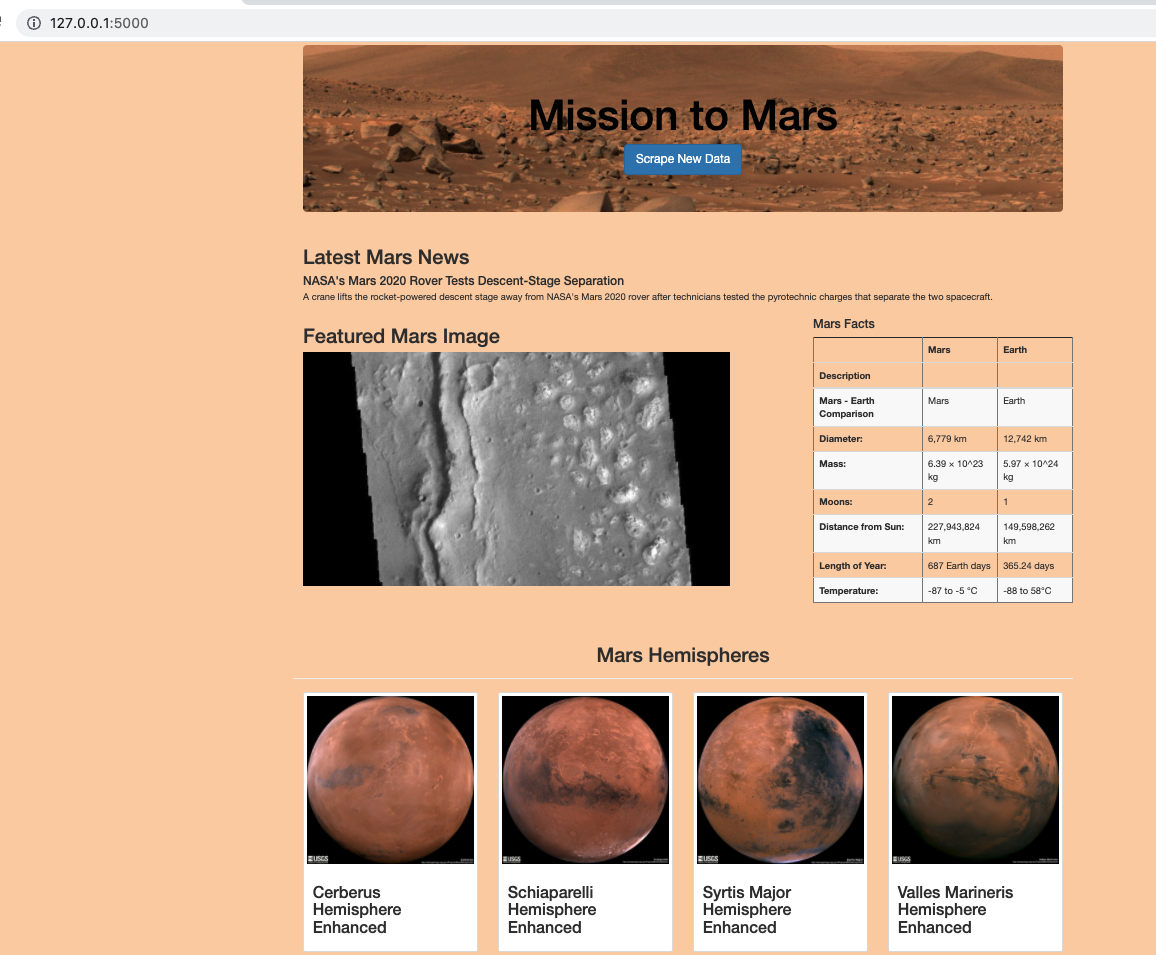 127.0.0.1:5000
Mission to Mars
Scrape New Data
Latest Mars News
NASA's Mars 2020 Rover Tests Descent-Stage Separation
A crane lifts the rocket-powered descent stage away from NASA's Mars 2020 rover after technicians tested the pyrotechnic charges that separate the two spacecraft.
Featured Mars Image
Mars Facts
Mars Earth
Description
Mars - Earth Comparison Mars Earth
Diameter: 6,779 km 12,742 km
Mass: 6.39 × 10^23 kg 5.97 × 10^24 kg
Moons: 2 1
Distance from Sun: 227,943,824 km 149,598,262 km
Length of Year: 687 Earth days 365.24 days
Temperature: -87 to -5 °C -88 to 58°C
Mars Hemispheres
USGS
USGS
USGS
USGS
Cerberus
Hemisphere
Enhanced
Schiaparelli
Hemisphere
Enhanced
Syrtis Major
Hemisphere
Enhanced
Valles Marineris
Hemisphere
Enhanced